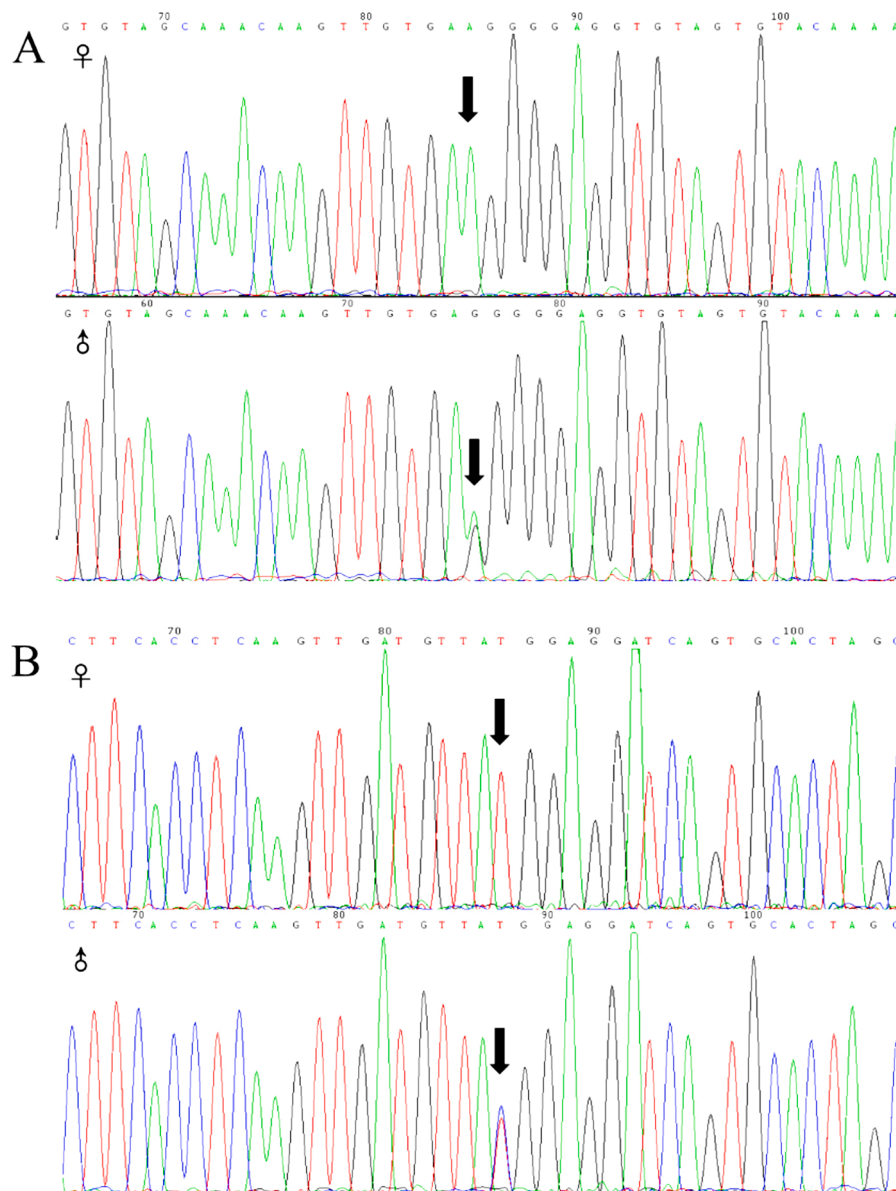 70 80 90 100
G T G T A G C A A A C A A G T T G T G A A G G G G A G G T G T A G T G T A C A A A A
A
♀
60 70 80 90
G T G T A G C A A A C A A G T T G T G A G G G G G A G G T G T A G T G T A C A A A A
♂
70 80 90 100
C T T C A C C T C A A G T T G A T G T T A T G G A G G A T C A G T G C A C T A G C
B
♀
70 80 90 100
C T T C A C C T C A A G T T G A T G T T A T G G A G G A T C A G T G C A C T A G C
♂